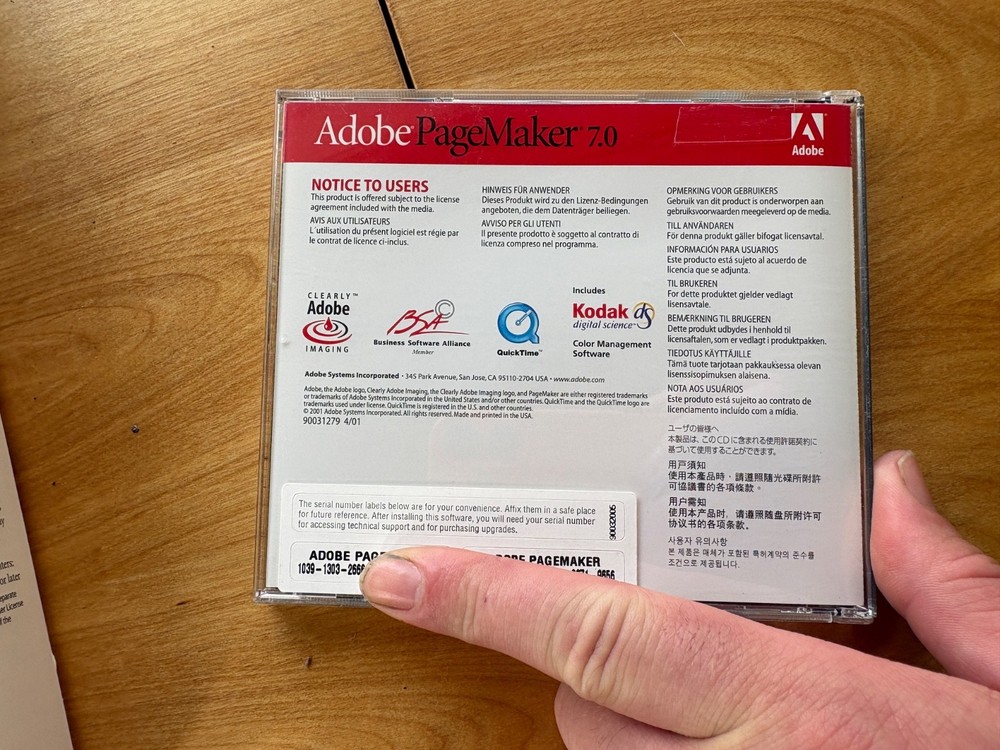 Adobe® PageMaker® 7.0
Adobe
NOTICE TO USERS
This product is offered subject to the license
agreement included with the media.
AVIS AUX UTILISATEURS
L'utilisation du présent logiciel est régie par
le contrat de licence ci-inclus.
HINWEIS FÜR ANWENDER
Dieses Produkt wird zu den Lizenz-Bedingungen
angeboten, die dem Datenträger beiliegen.
AVVISO PER GLI UTENTI
Il presente prodotto è soggetto al contratto di
licenza compreso nel programma.
OPMERKING VOOR GEBRUIKERS
Gebruik van dit product is onderworpen aan
gebruiksvoorwaarden meegeleverd op de media.
TILL ANVÄNDAREN
För denna produkt gäller bifogat licensavtal.
INFORMACIÓN PARA USUARIOS
Este producto está sujeto al acuerdo de
licencia que se adjunta.
TIL BRUKEREN
For dette produktet gjelder vedlagt
lisensavtale.
BEMÆRKNING TIL BRUGEREN
Dette produkt udbydes i henhold til
licensaftalen, som er vedlagt i produktpakken.
TIEDOTUS KÄYTTÄJILLE
Tämä tuote tarjotaan pakkauksessa olevan
lisenssisopimuksen alaisena.
NOTA AOS USUÁRIOS
Este produto está sujeito ao contrato de
licenciamento incluído com a mídia.
ユーザの皆様へ
本製品は、このCDに含まれる使用許諾契約に
基づいて使用することができます。
用戶須知
使用本產品時，請遵照隨光碟所附許
可協議書的各項條款。
用户需知
使用本产品时，请遵照随盘所附许可
协议书的各项条款。
사용자 유의사항
본 제품은 매체가 포함된 특허계약의 준수를
조건으로 제공됩니다.
CLEARLY™
Adobe
IMAGING
BSA
Business Software Alliance
Member
QuickTime™
Includes
Kodak
digital science™
Color Management
Software
Adobe Systems Incorporated • 345 Park Avenue, San Jose, CA 95110-2704 USA • www.adobe.com
Adobe, the Adobe logo, Clearly Adobe Imaging, the Clearly Adobe Imaging logo, and PageMaker are either registered trademarks
or trademarks of Adobe Systems Incorporated in the United States and/or other countries. QuickTime and the QuickTime logo are
trademarks used under license. QuickTime is registered in the U.S. and other countries.
© 2001 Adobe Systems Incorporated. All rights reserved. Made and printed in the USA.
90031279 4/01
The serial number labels below are for your convenience. Affix them in a safe place
for future reference. After installing this software, you will need your serial number
for accessing technical support and for purchasing upgrades.
90032005
ADOBE PAGE
PAGEMAKER
1039-1303-
or later
License
the